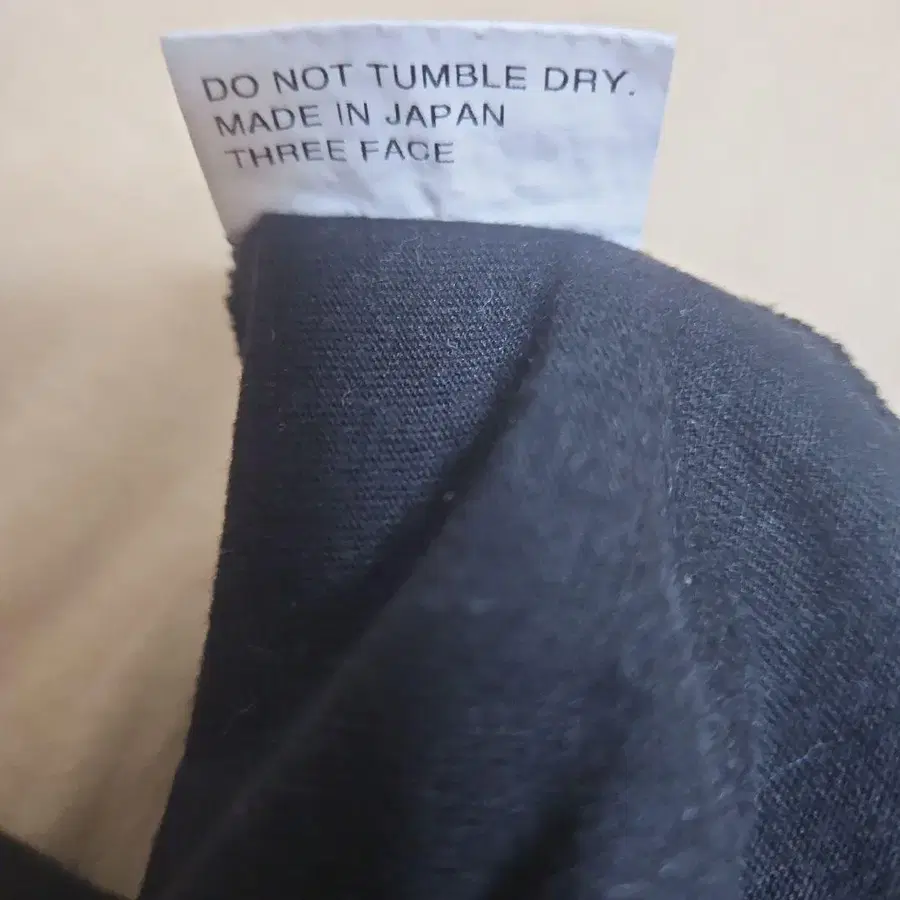 DO NOT TUMBLE DRY.
MADE IN JAPAN
THREE FACE